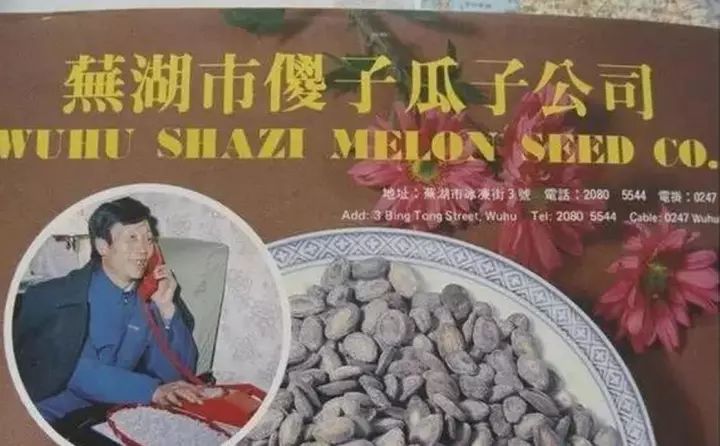 蕪湖市傻子瓜子公司
WUHU SHAZI MELON SEED CO.
地址：蕪湖市冰凍街3號 電話：2080 5544 電掛：0247
Add: 3 Bing Tong Street, Wuhu Tel: 2080 5544 Cable: 0247 Wuhu